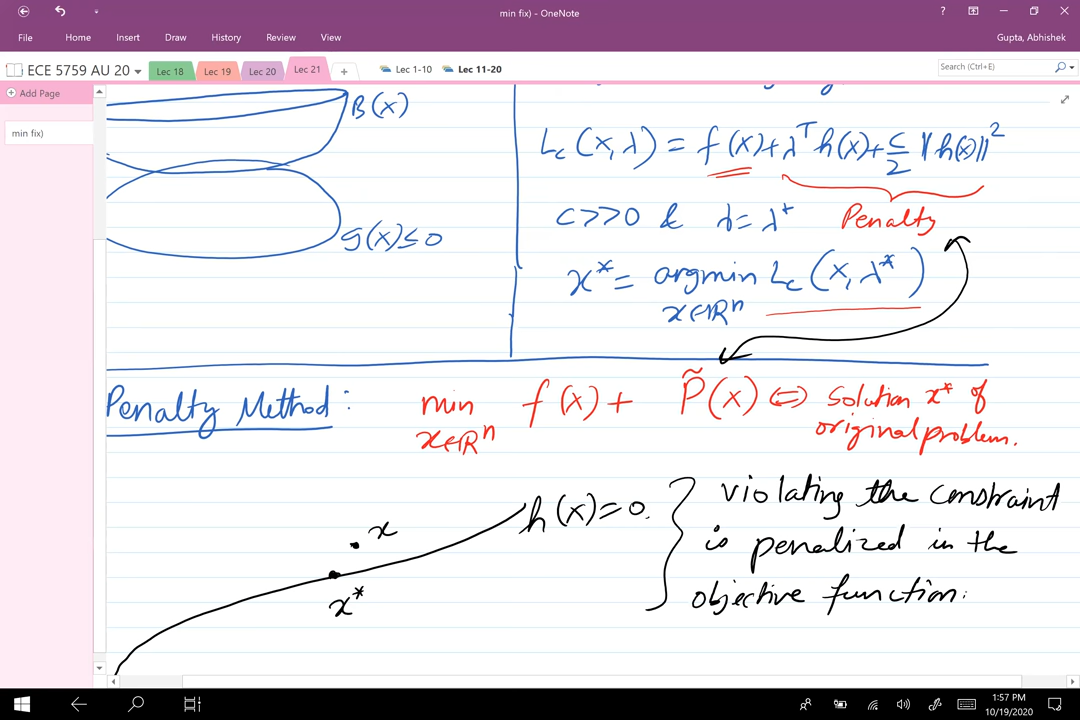 min fix) - OneNote
?
Gupta, Abhishek
File Home Insert Draw History Review View
ECE 5759 AU 20
Lec 18 Lec 19 Lec 20 Lec 21 + Lec 1-10 Lec 11-20
Search (Ctrl+E)
Add Page
min fix)
B(x)
g(x) ≤ 0
L_c (x, λ) = f(x) + λ^T h(x) + c/2 ||h(x)||^2
c >> 0 & λ = λ*
Penalty
x* = argmin L_c (x, λ*)
x∈R^n
Penalty Method:
min f(x) + P̃(x) ⇔ Solution x* of
x∈R^n
original problem.
h(x) = 0.
x
x*
violating the constraint
is penalized in the
objective function.
1:57 PM
10/19/2020